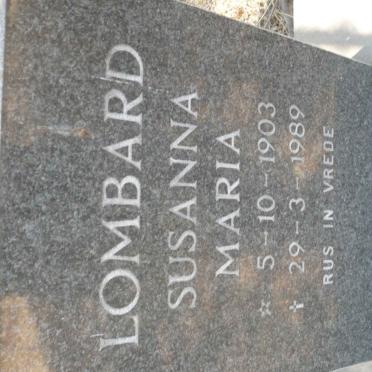 LOMBARD
SUSANNA
MARIA
☆ 5-10-1903
✝ 29-3-1989
RUS IN VREDE